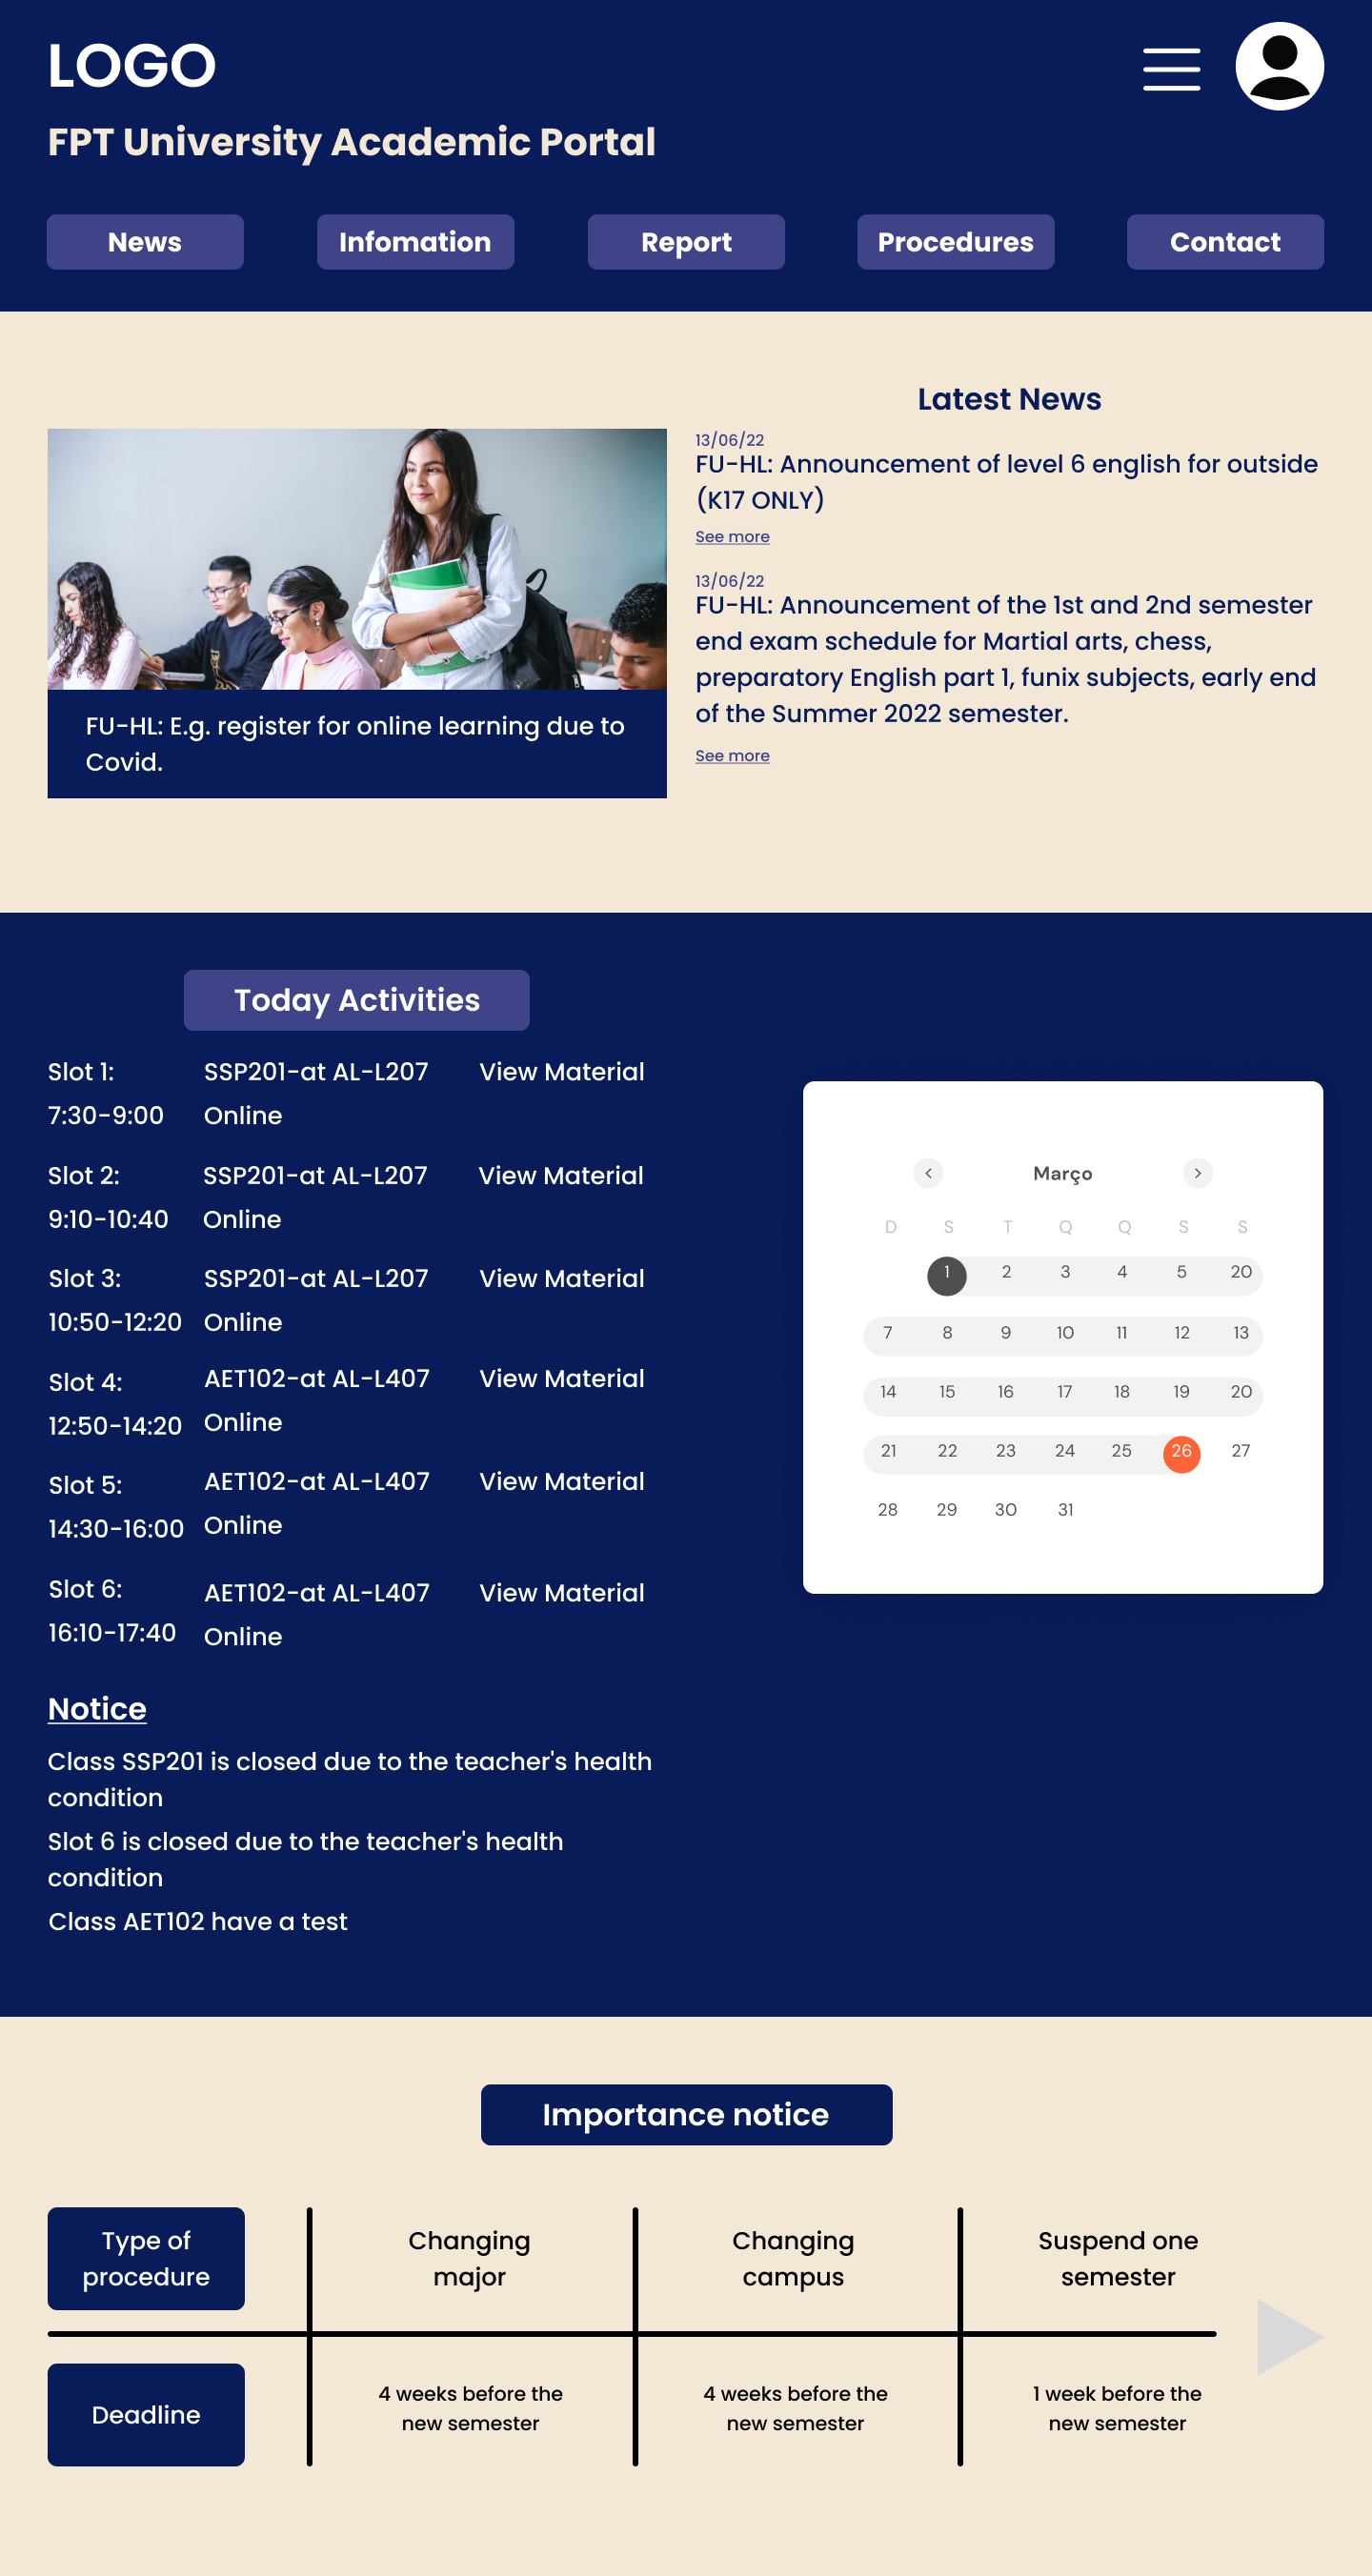 LOGO
FPT University Academic Portal
News
Infomation
Report
Procedures
Contact
FU-HL: E.g. register for online learning due to
Covid.
Latest News
13/06/22
FU-HL: Announcement of level 6 english for outside
(K17 ONLY)
See more
13/06/22
FU-HL: Announcement of the 1st and 2nd semester
end exam schedule for Martial arts, chess,
preparatory English part 1, funix subjects, early end
of the Summer 2022 semester.
See more
Today Activities
Slot 1: SSP201-at AL-L207 View Material
7:30-9:00 Online
Slot 2: SSP201-at AL-L207 View Material
9:10-10:40 Online
Slot 3: SSP201-at AL-L207 View Material
10:50-12:20 Online
Slot 4: AET102-at AL-L407 View Material
12:50-14:20 Online
Slot 5: AET102-at AL-L407 View Material
14:30-16:00 Online
Slot 6: AET102-at AL-L407 View Material
16:10-17:40 Online
Notice
Class SSP201 is closed due to the teacher's health
condition
Slot 6 is closed due to the teacher's health
condition
Class AET102 have a test
< Março >
D S T Q Q S S
1 2 3 4 5 20
7 8 9 10 11 12 13
14 15 16 17 18 19 20
21 22 23 24 25 26 27
28 29 30 31
Importance notice
Type of
procedure
Changing
major
Changing
campus
Suspend one
semester
Deadline
4 weeks before the
new semester
4 weeks before the
new semester
1 week before the
new semester